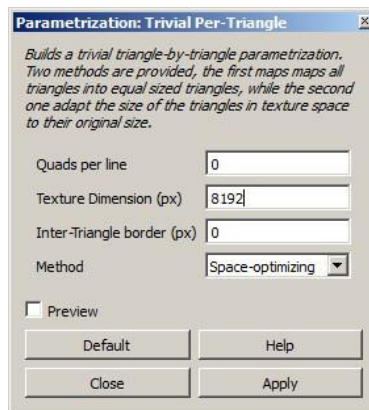 Parametrization: Trivial Per-Triangle
Builds a trivial triangle-by-triangle parametrization.
Two methods are provided, the first maps maps all
triangles into equal sized triangles, while the second
one adapt the size of the triangles in texture space
to their original size.
Quads per line 0
Texture Dimension (px) 8192
Inter-Triangle border (px) 0
Method Space-optimizing
Preview
Default Help
Close Apply